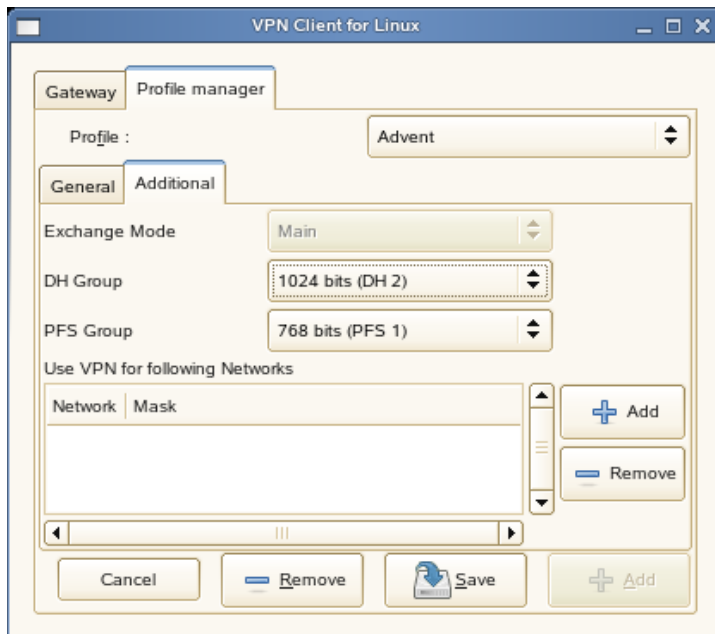 VPN Client for Linux
Gateway Profile manager
Profile : Advent
General Additional
Exchange Mode Main
DH Group 1024 bits (DH 2)
PFS Group 768 bits (PFS 1)
Use VPN for following Networks
Network Mask
Add
Remove
Cancel Remove Save Add